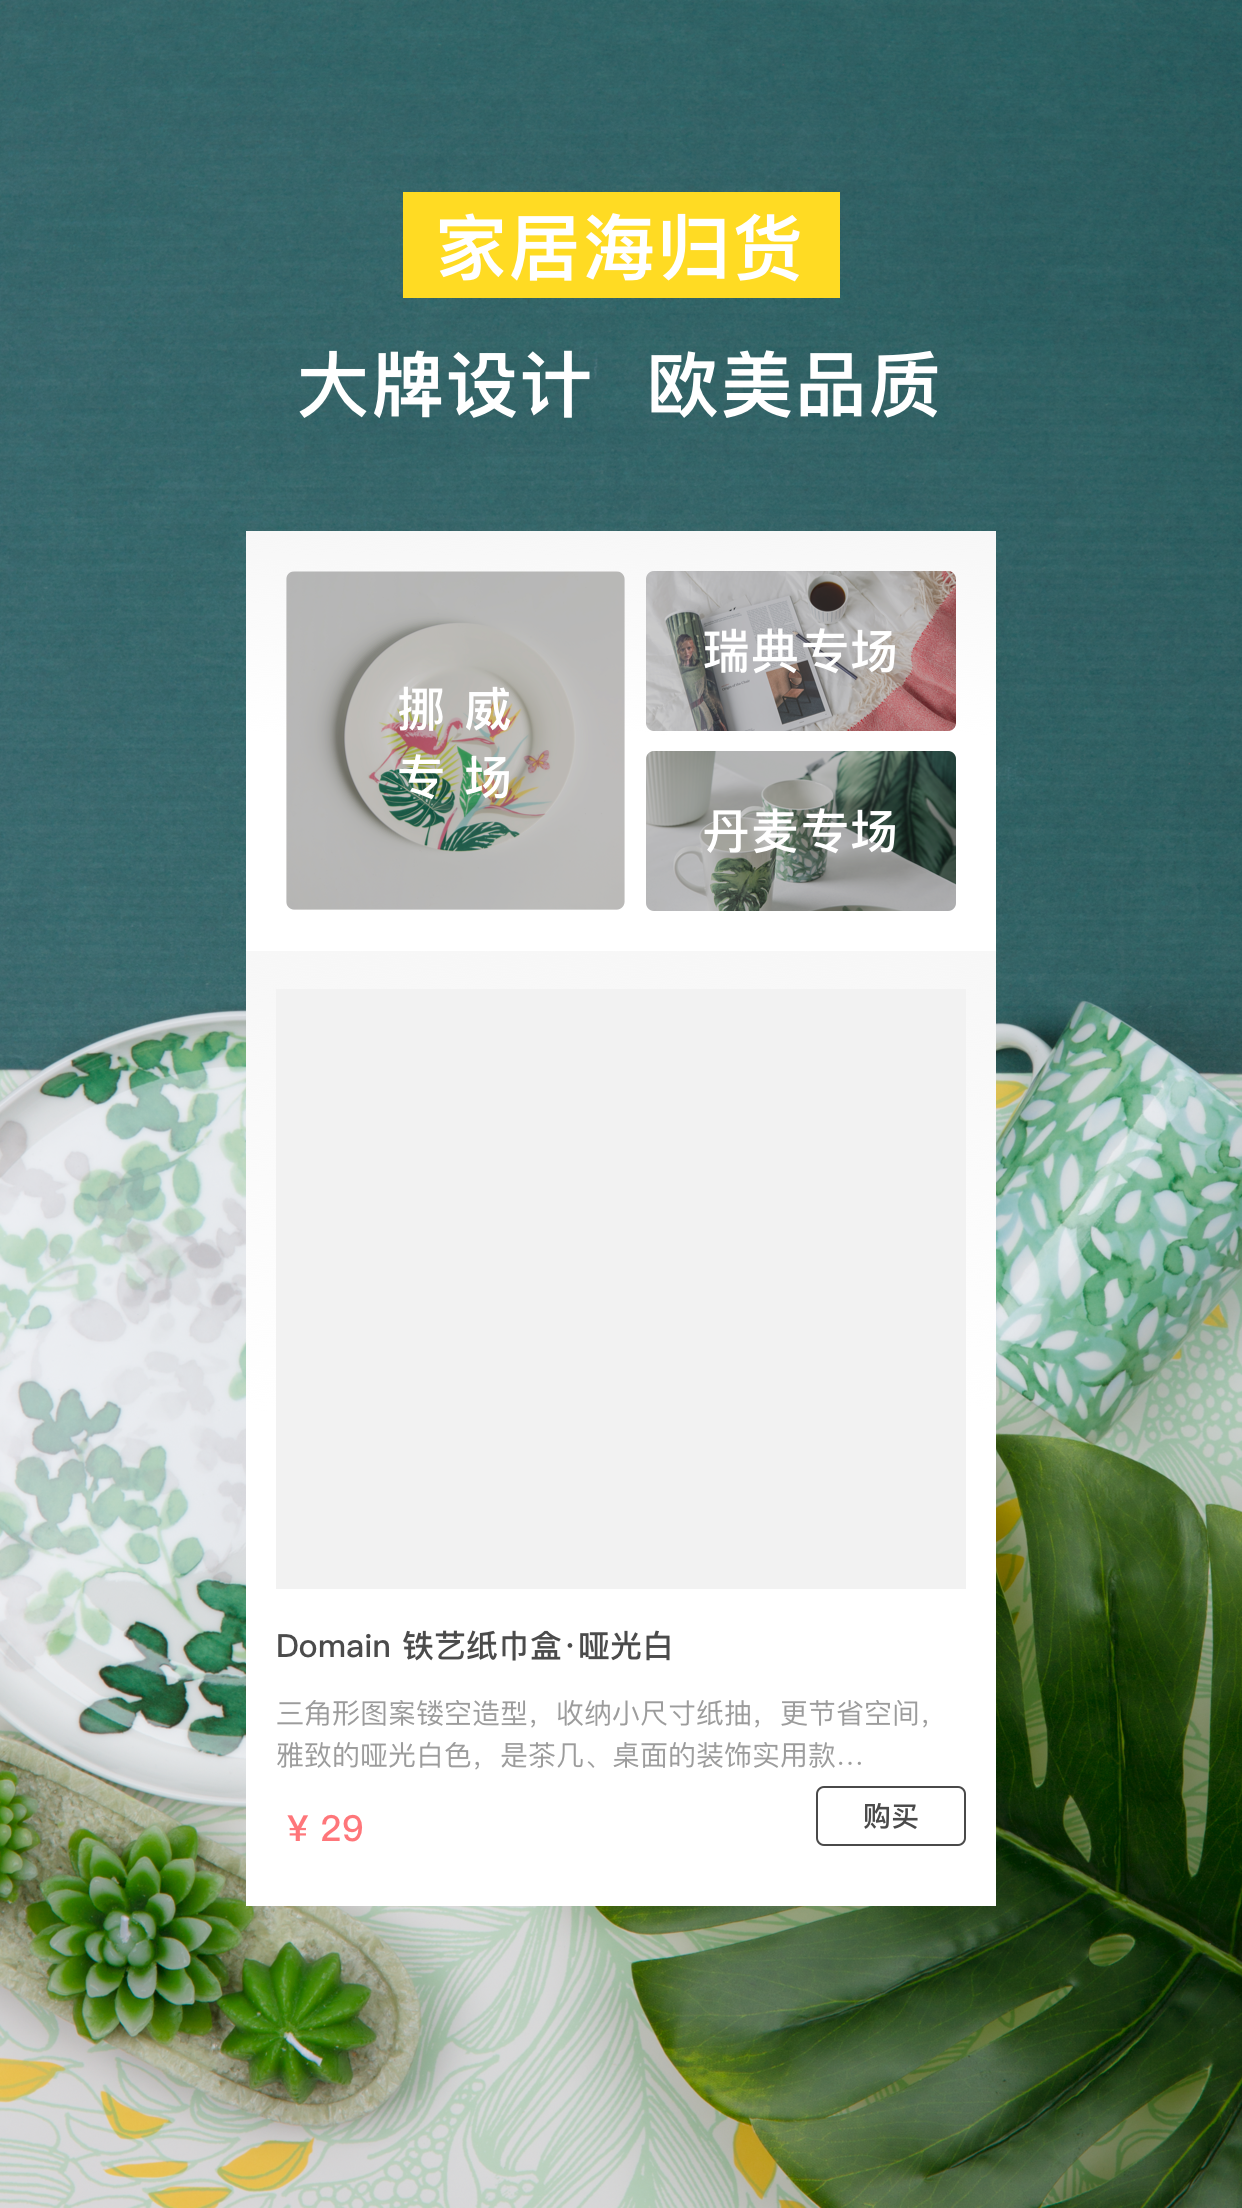 家居海归货
大牌设计 欧美品质
挪 威
专 场
瑞典专场
丹麦专场
Domain 铁艺纸巾盒·哑光白
三角形图案镂空造型，收纳小尺寸纸抽，更节省空间，
雅致的哑光白色，是茶几、桌面的装饰实用款...
¥ 29
购买